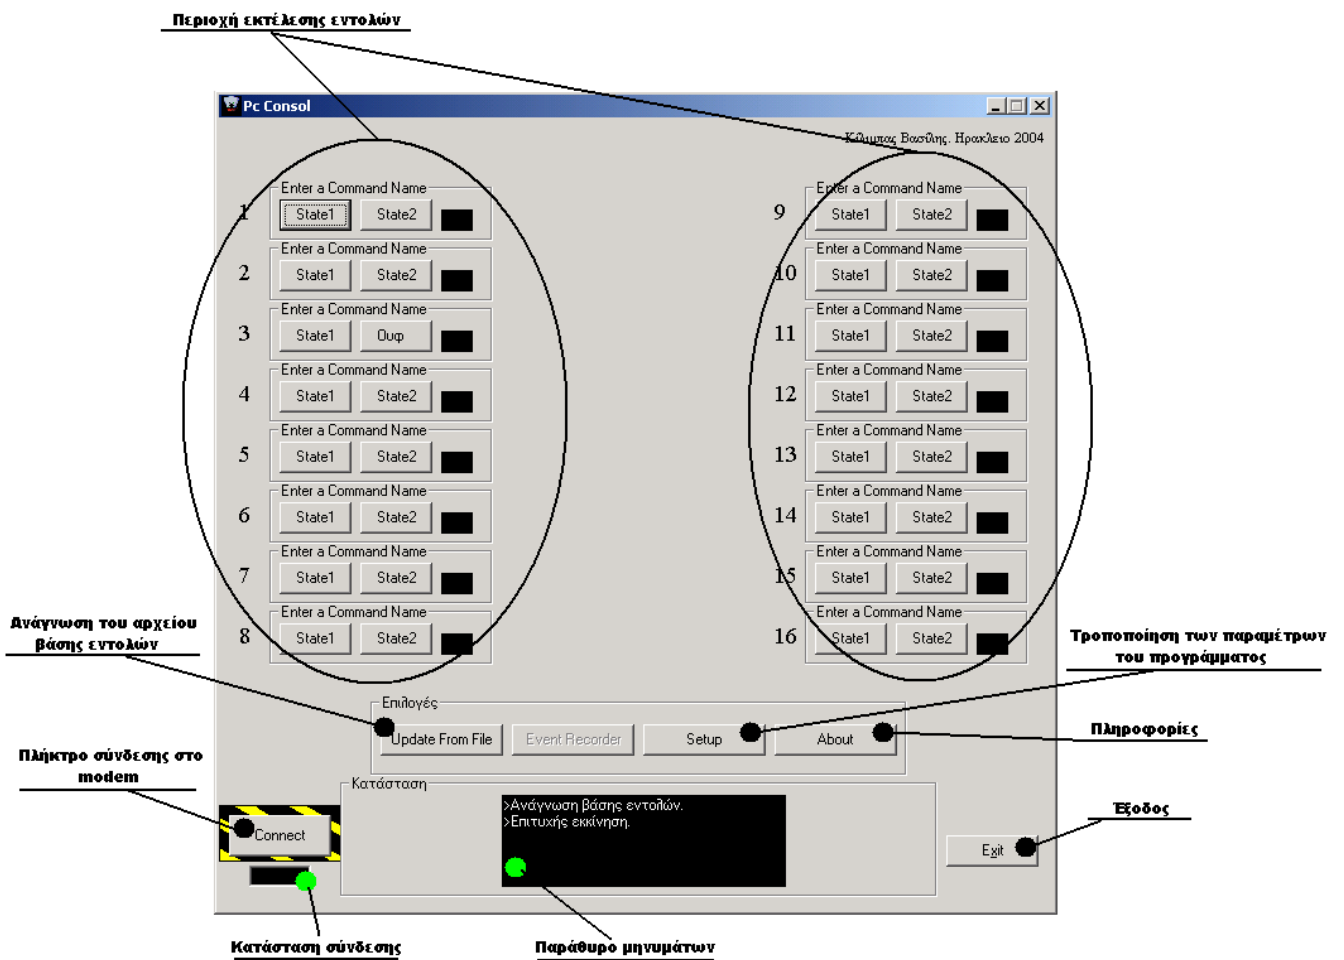 Περιοχή εκτέλεσης εντολών
Pc Consol
Κίλιμπας Βασίλης. Ηρακλειο 2004
Enter a Command Name
1 State1 State2
Enter a Command Name
2 State1 State2
Enter a Command Name
3 State1 Ουφ
Enter a Command Name
4 State1 State2
Enter a Command Name
5 State1 State2
Enter a Command Name
6 State1 State2
Enter a Command Name
7 State1 State2
Enter a Command Name
8 State1 State2
Enter a Command Name
9 State1 State2
Enter a Command Name
10 State1 State2
Enter a Command Name
11 State1 State2
Enter a Command Name
12 State1 State2
Enter a Command Name
13 State1 State2
Enter a Command Name
14 State1 State2
Enter a Command Name
15 State1 State2
Enter a Command Name
16 State1 State2
Ανάγνωση του αρχείου
βάσης εντολών
Τροποποίηση των παραμέτρων
του προγράμματος
Επιλογές
Update From File Event Recorder Setup About
Πληροφορίες
Πλήκτρο σύνδεσης στο
modem
Κατάσταση
>Ανάγνωση βάσης εντολών.
>Επιτυχής εκκίνηση.
Connect
Έξοδος
Exit
Κατάσταση σύνδεσης
Παράθυρο μηνυμάτων